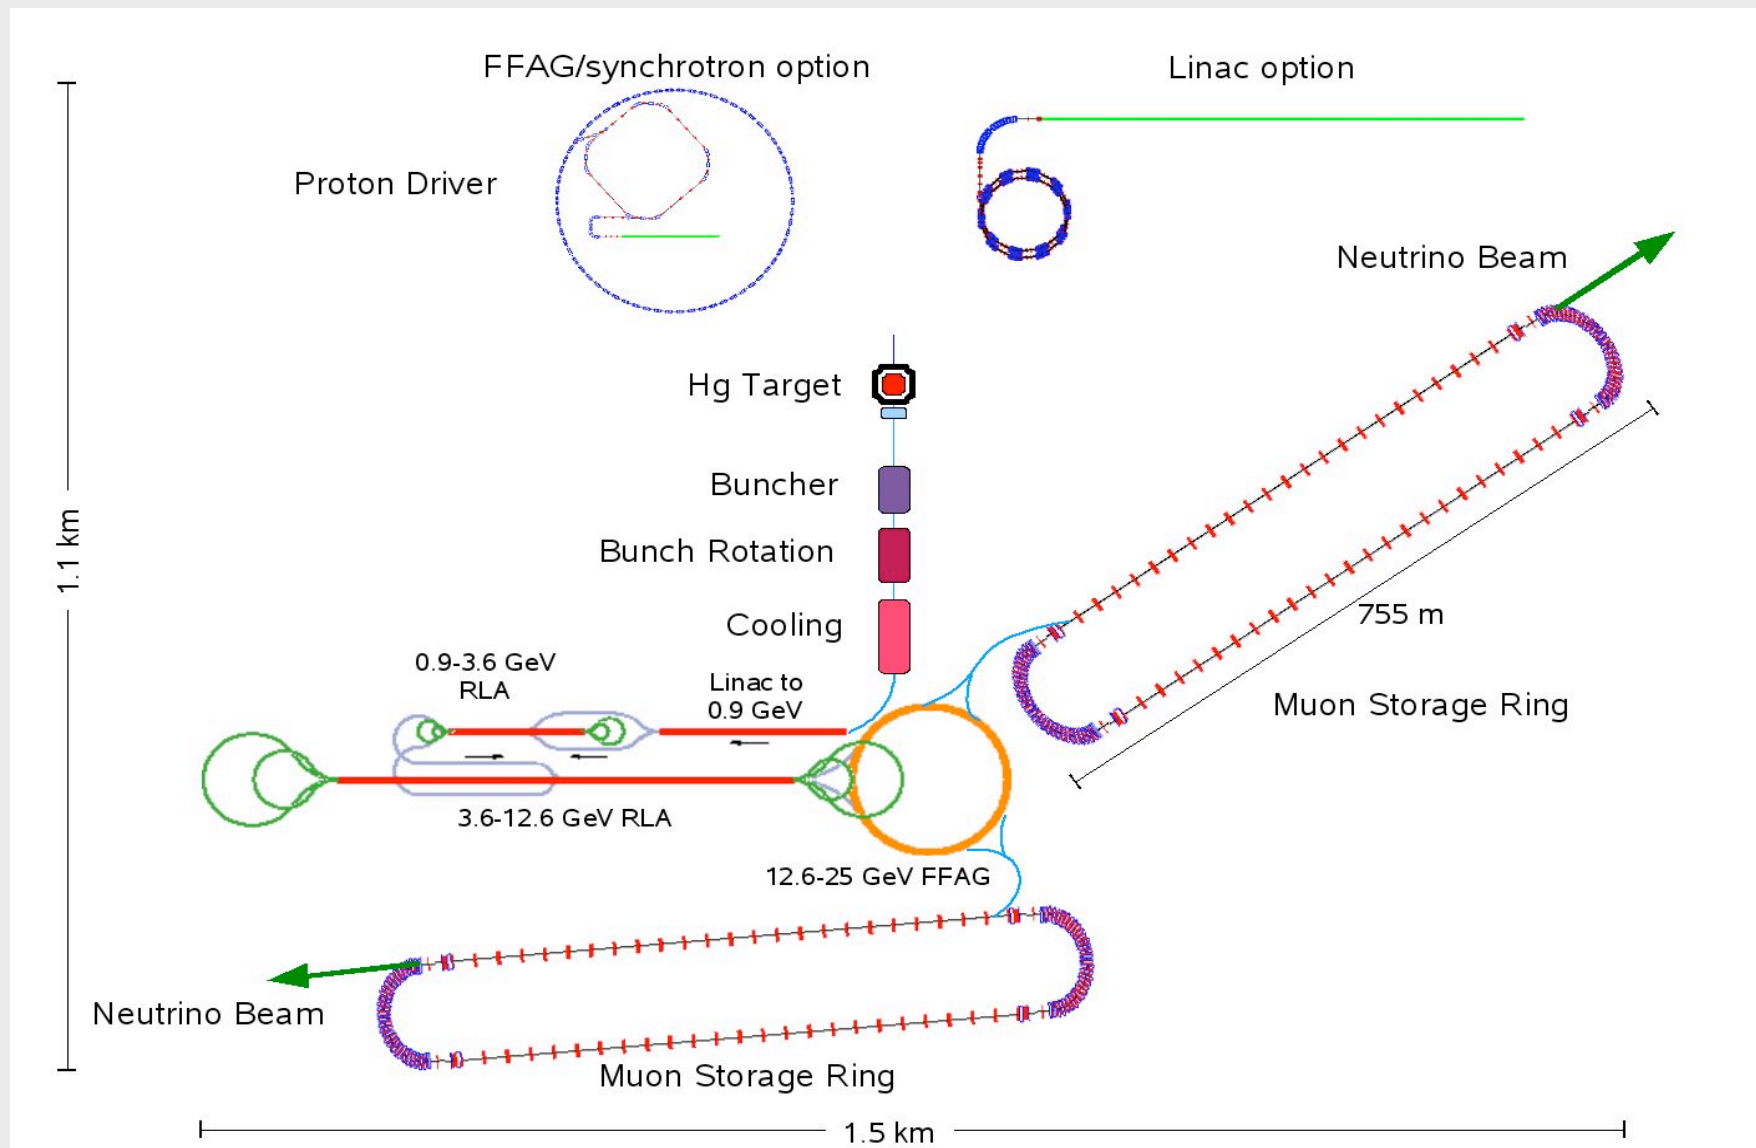 FFAG/synchrotron option
Linac option
Proton Driver
Neutrino Beam
Hg Target
Buncher
1.1 km
Bunch Rotation
Cooling
755 m
0.9-3.6 GeV
RLA
Linac to
0.9 GeV
Muon Storage Ring
3.6-12.6 GeV RLA
12.6-25 GeV FFAG
Neutrino Beam
Muon Storage Ring
1.5 km